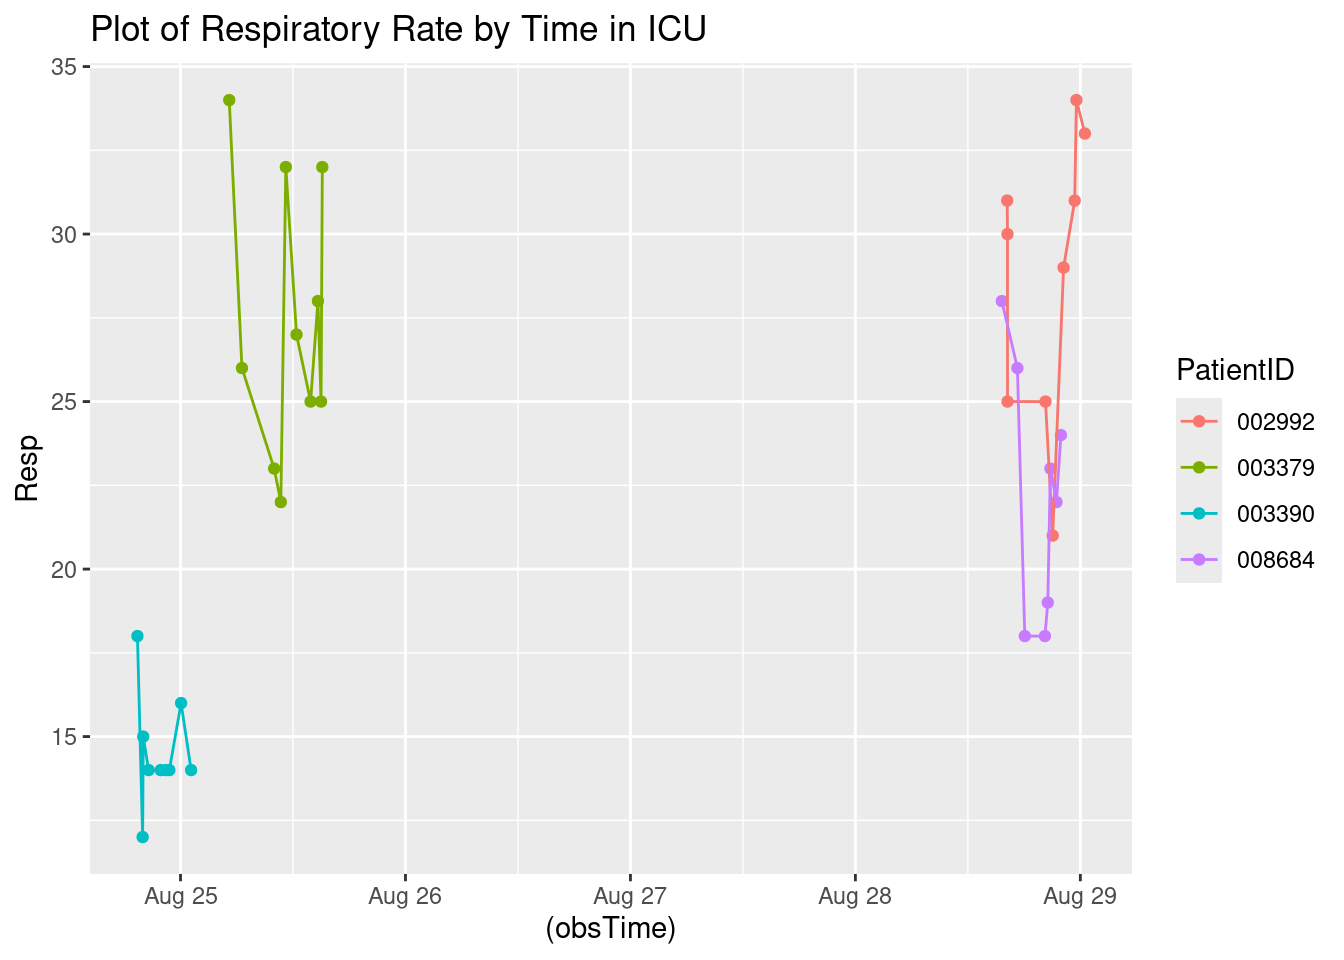 Plot of Respiratory Rate by Time in ICU
35
30
25
20
15
Resp
Aug 25 Aug 26 Aug 27 Aug 28 Aug 29
(obsTime)
PatientID
002992
003379
003390
008684